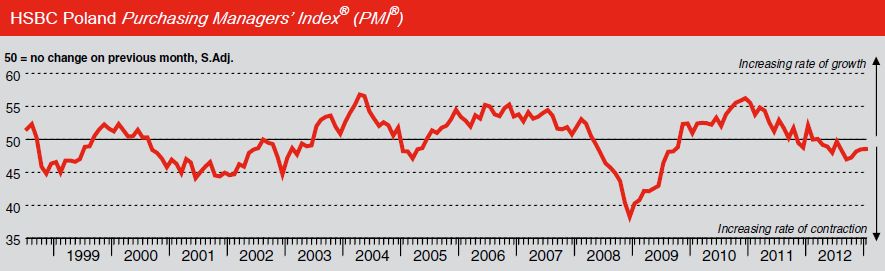 HSBC Poland Purchasing Managers' Index® (PMI®)
50 = no change on previous month, S.Adj.
Increasing rate of growth
60
55
50
45
40
35
Increasing rate of contraction
1999 2000 2001 2002 2003 2004 2005 2006 2007 2008 2009 2010 2011 2012